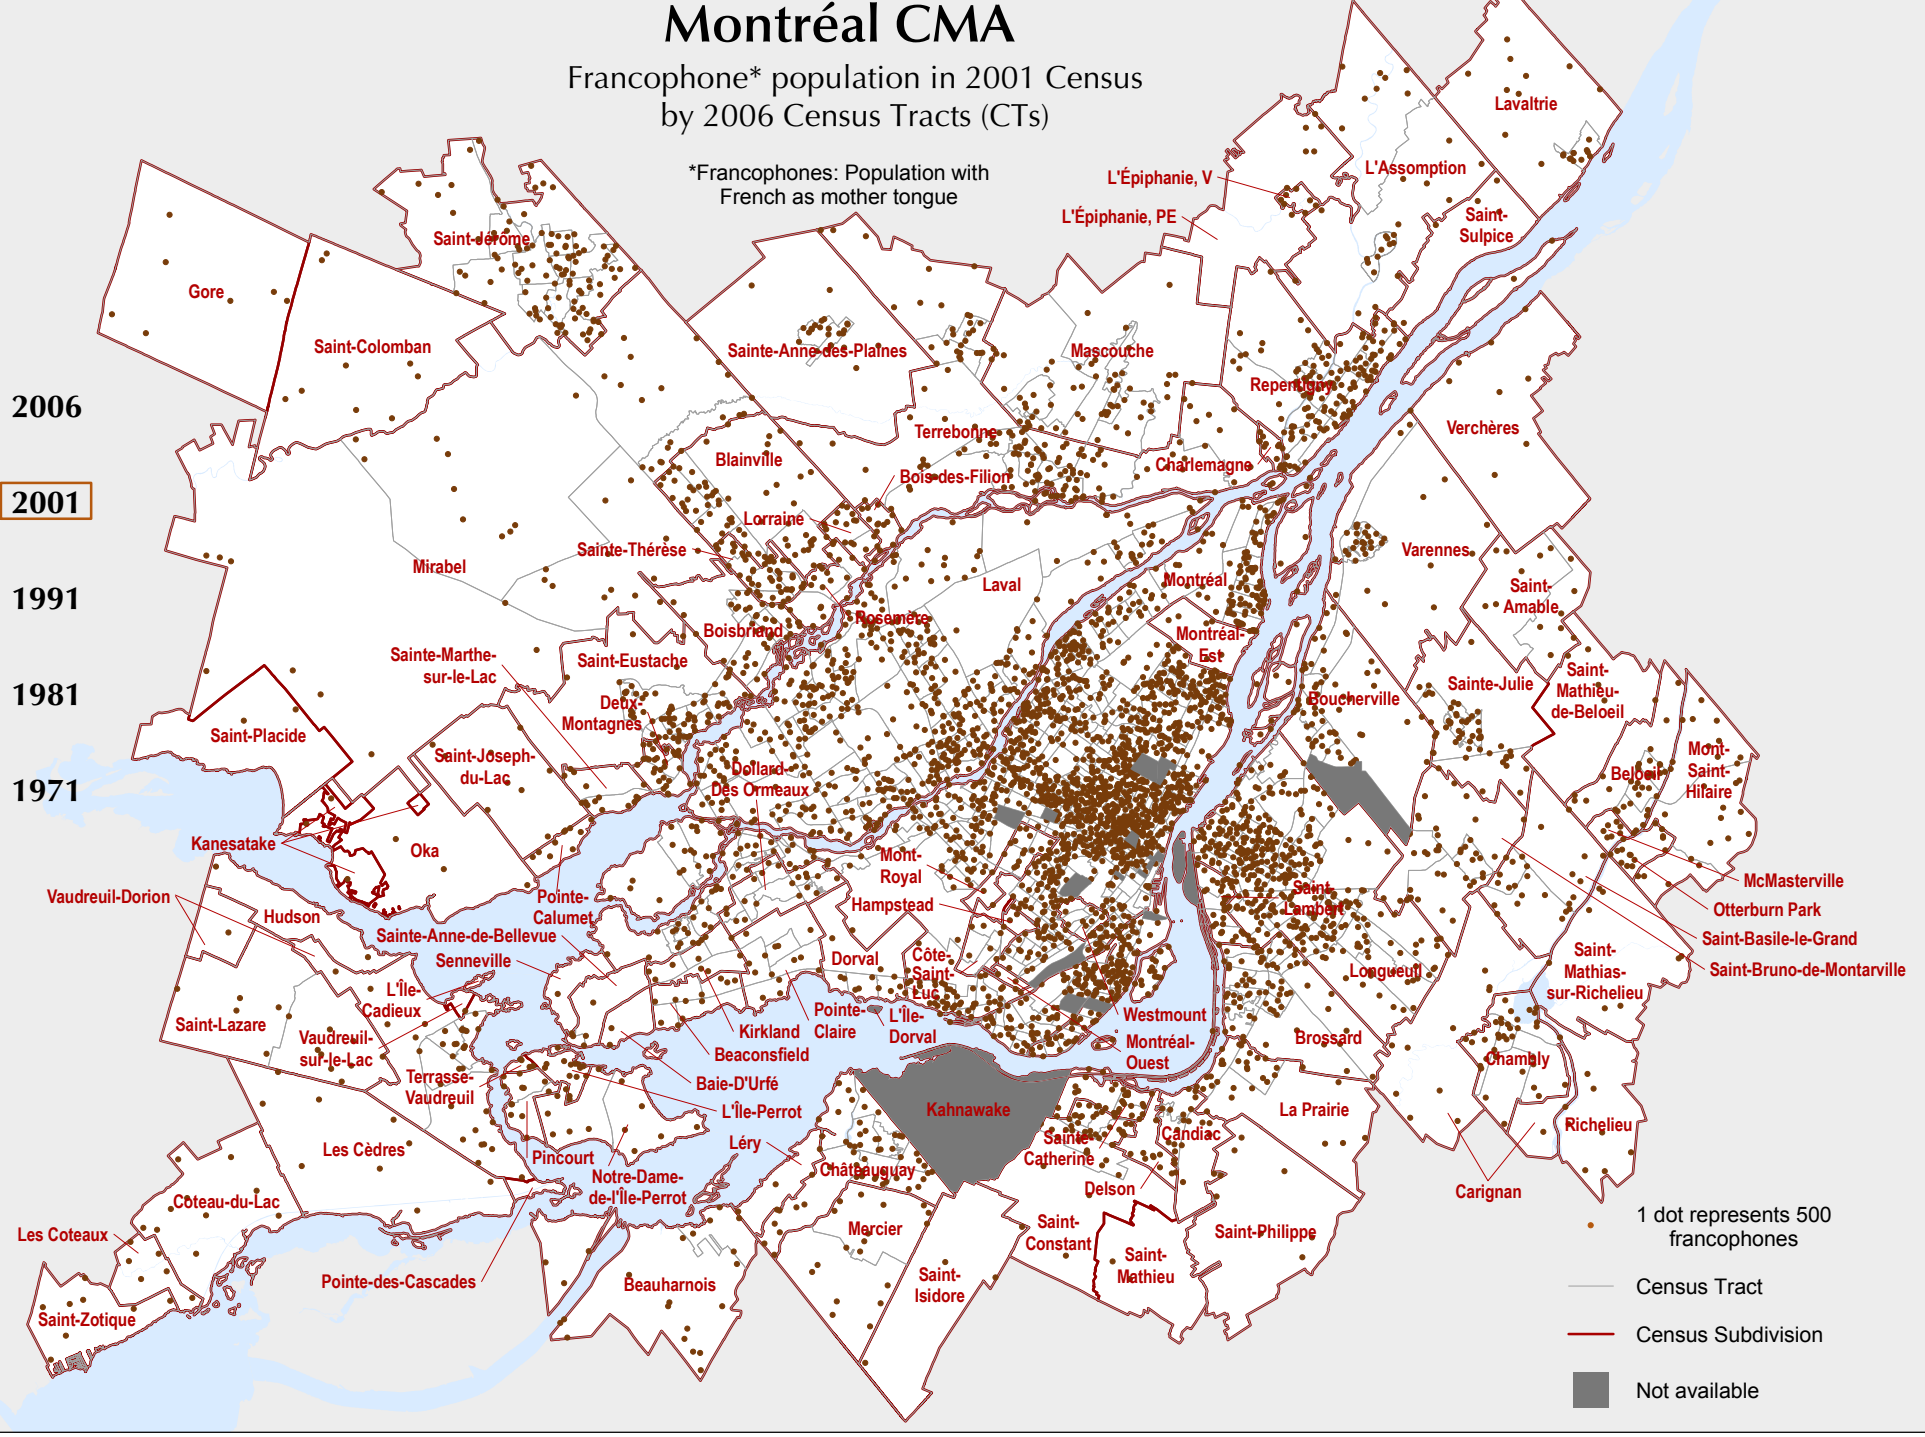 Montréal CMA
Francophone* population in 2001 Census
by 2006 Census Tracts (CTs)
*Francophones: Population with
French as mother tongue
2006
2001
1991
1981
1971
Lavaltrie
L'Assomption
L'Épiphanie, V
L'Épiphanie, PE
Saint-
Sulpice
Saint-Jérôme
Gore
Saint-Colomban
Sainte-Anne-des-Plaines
Mascouche
Repentigny
Verchères
Terrebonne
Blainville
Charlemagne
Bois-des-Filion
Lorraine
Sainte-Thérèse
Mirabel
Laval
Montréal
Varennes
Saint-
Amable
Rosemère
Boisbriand
Montréal-
Est
Saint-Eustache
Sainte-Marthe-
sur-le-Lac
Deux-
Montagnes
Boucherville
Sainte-Julie
Saint-
Mathieu-
de-Beloeil
Saint-Placide
Saint-Joseph-
du-Lac
Dollard-
Des Ormeaux
Beloeil
Mont-
Saint-
Hilaire
Kanesatake
Oka
Mont-
Royal
Hampstead
Saint-
Lambert
McMasterville
Otterburn Park
Saint-Basile-le-Grand
Saint-Bruno-de-Montarville
Vaudreuil-Dorion
Hudson
Pointe-
Calumet
Sainte-Anne-de-Bellevue
Senneville
Dorval
Côte-
Saint-
Luc
Longueuil
Saint-
Mathias-
sur-Richelieu
L'Île-
Cadieux
Saint-Lazare
Vaudreuil-
sur-le-Lac
Kirkland
Beaconsfield
Pointe-
Claire
L'Île-
Dorval
Westmount
Montréal-
Ouest
Brossard
Chambly
Terrasse-
Vaudreuil
Baie-D'Urfé
L'Île-Perrot
Kahnawake
La Prairie
Richelieu
Les Cèdres
Pincourt
Léry
Notre-Dame-
de-l'Île-Perrot
Châteauguay
Sainte-
Catherine
Candiac
Delson
Carignan
Coteau-du-Lac
Les Coteaux
Mercier
Saint-
Constant
Saint-
Mathieu
Saint-Philippe
Pointe-des-Cascades
Beauharnois
Saint-
Isidore
Saint-Zotique
1 dot represents 500
francophones
Census Tract
Census Subdivision
Not available